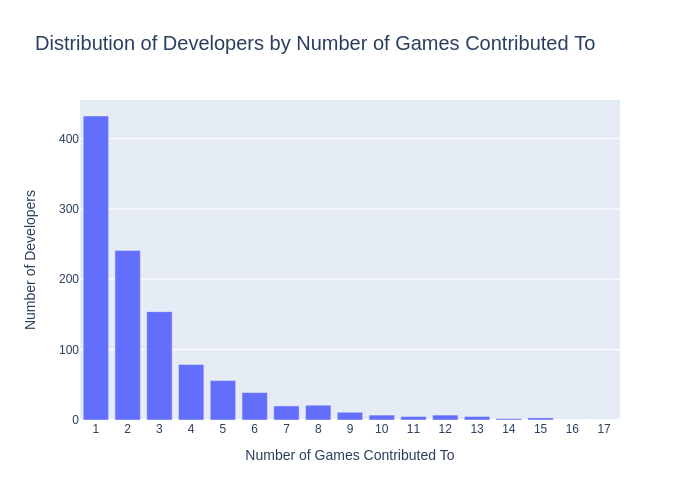 Distribution of Developers by Number of Games Contributed To
Number of Developers
400
300
200
100
0
1 2 3 4 5 6 7 8 9 10 11 12 13 14 15 16 17
Number of Games Contributed To